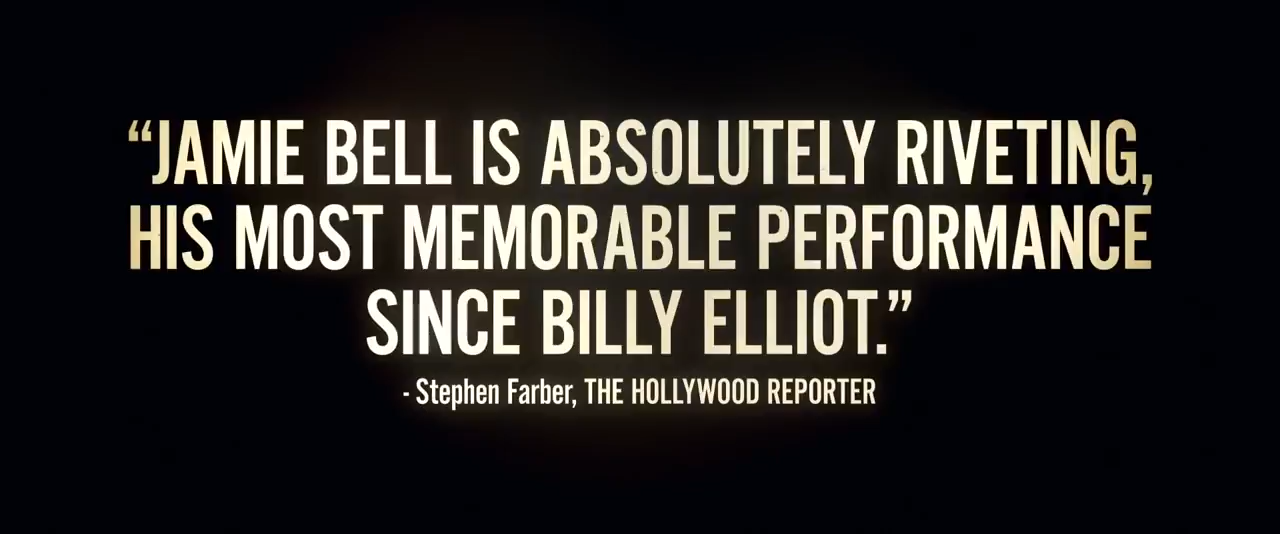 “JAMIE BELL IS ABSOLUTELY RIVETING,
HIS MOST MEMORABLE PERFORMANCE
SINCE BILLY ELLIOT.”
- Stephen Farber, THE HOLLYWOOD REPORTER